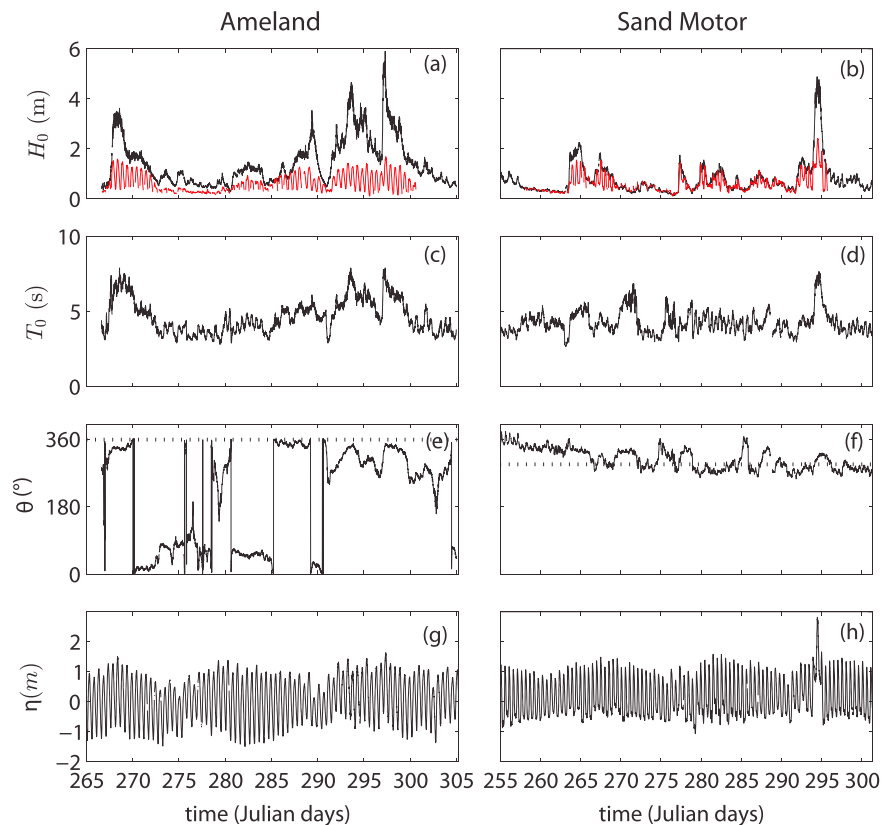 Ameland
Sand Motor
6
4
2
0
H₀ (m)
(a)
(b)
10
5
0
T₀ (s)
(c)
(d)
360
180
0
θ (°)
(e)
(f)
2
1
0
−1
−2
η(m)
(g)
(h)
265 270 275 280 285 290 295 300 305
255 260 265 270 275 280 285 290 295 300
time (Julian days)
time (Julian days)